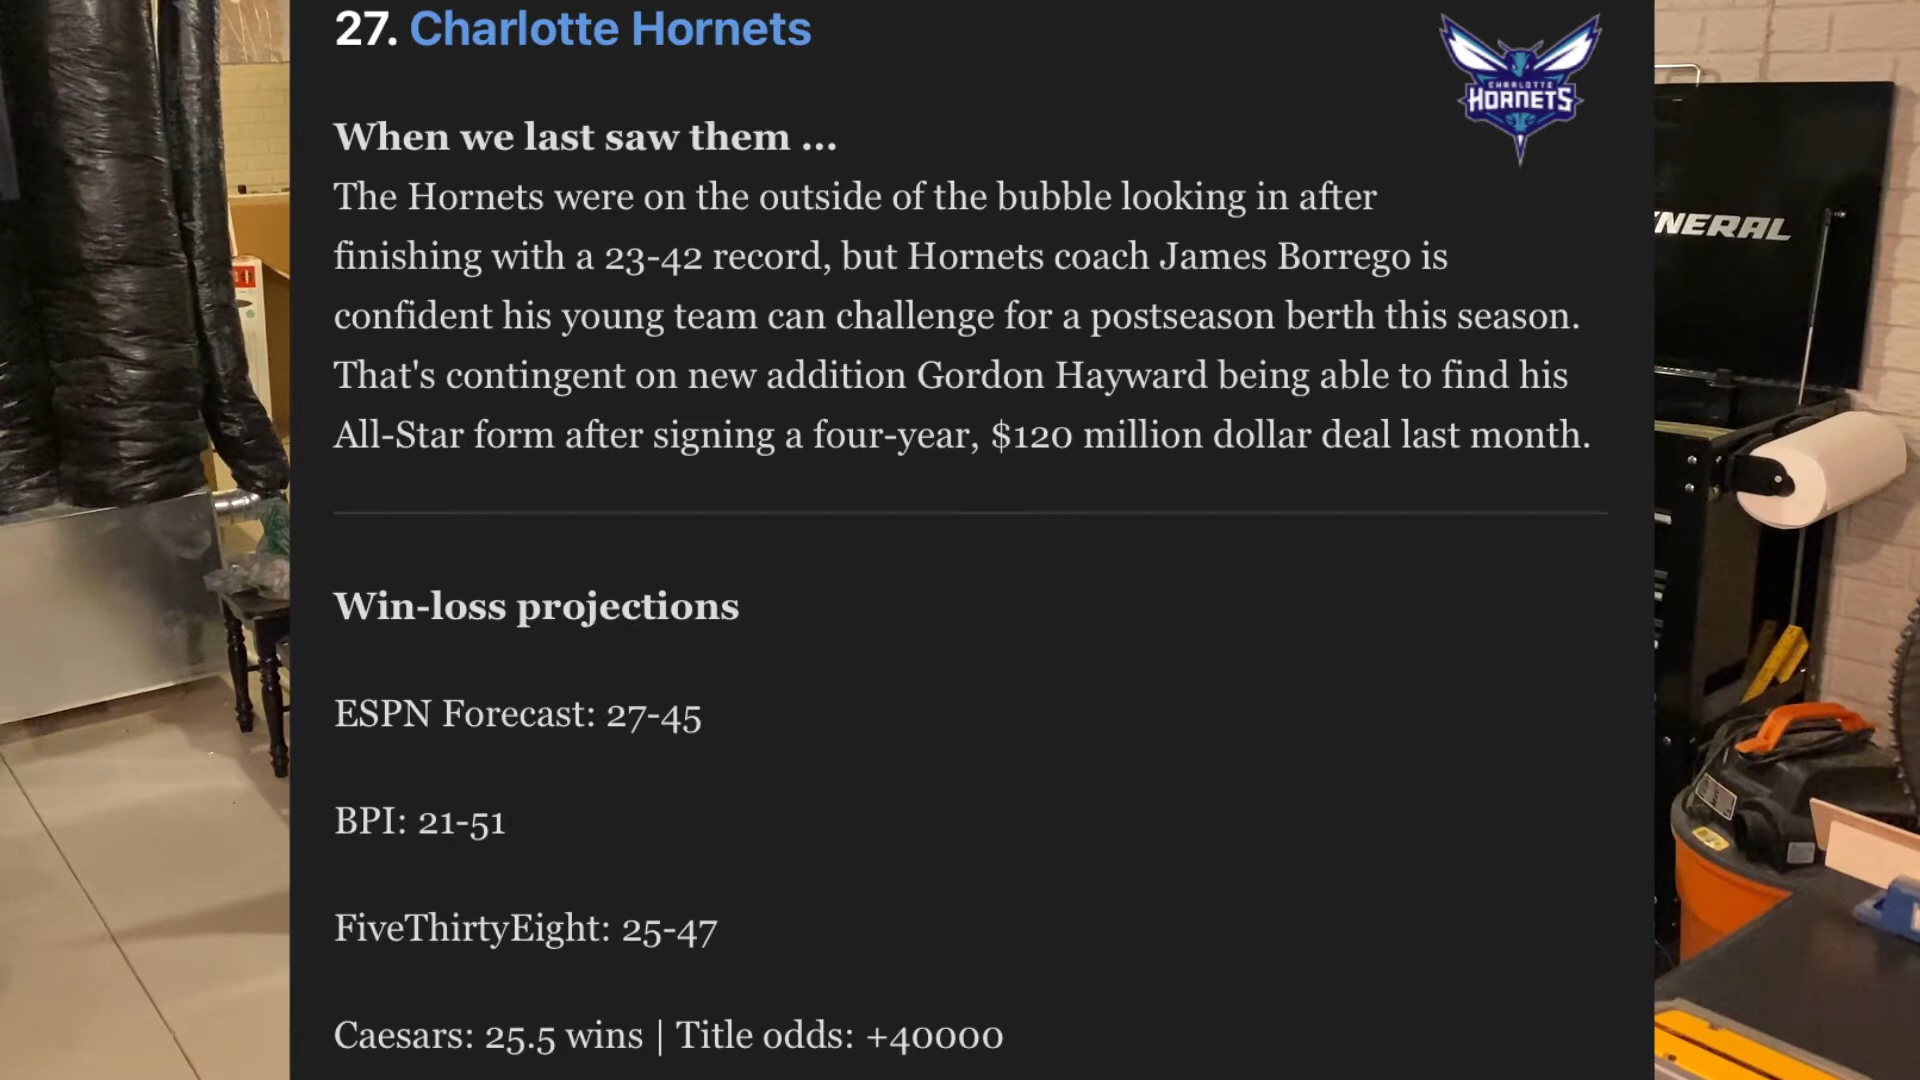 27. Charlotte Hornets
CHARLOTTE
HORNETS
When we last saw them ...
The Hornets were on the outside of the bubble looking in after
finishing with a 23-42 record, but Hornets coach James Borrego is
confident his young team can challenge for a postseason berth this season.
That's contingent on new addition Gordon Hayward being able to find his
All-Star form after signing a four-year, $120 million dollar deal last month.
Win-loss projections
ESPN Forecast: 27-45
BPI: 21-51
FiveThirtyEight: 25-47
Caesars: 25.5 wins | Title odds: +40000
NERAL